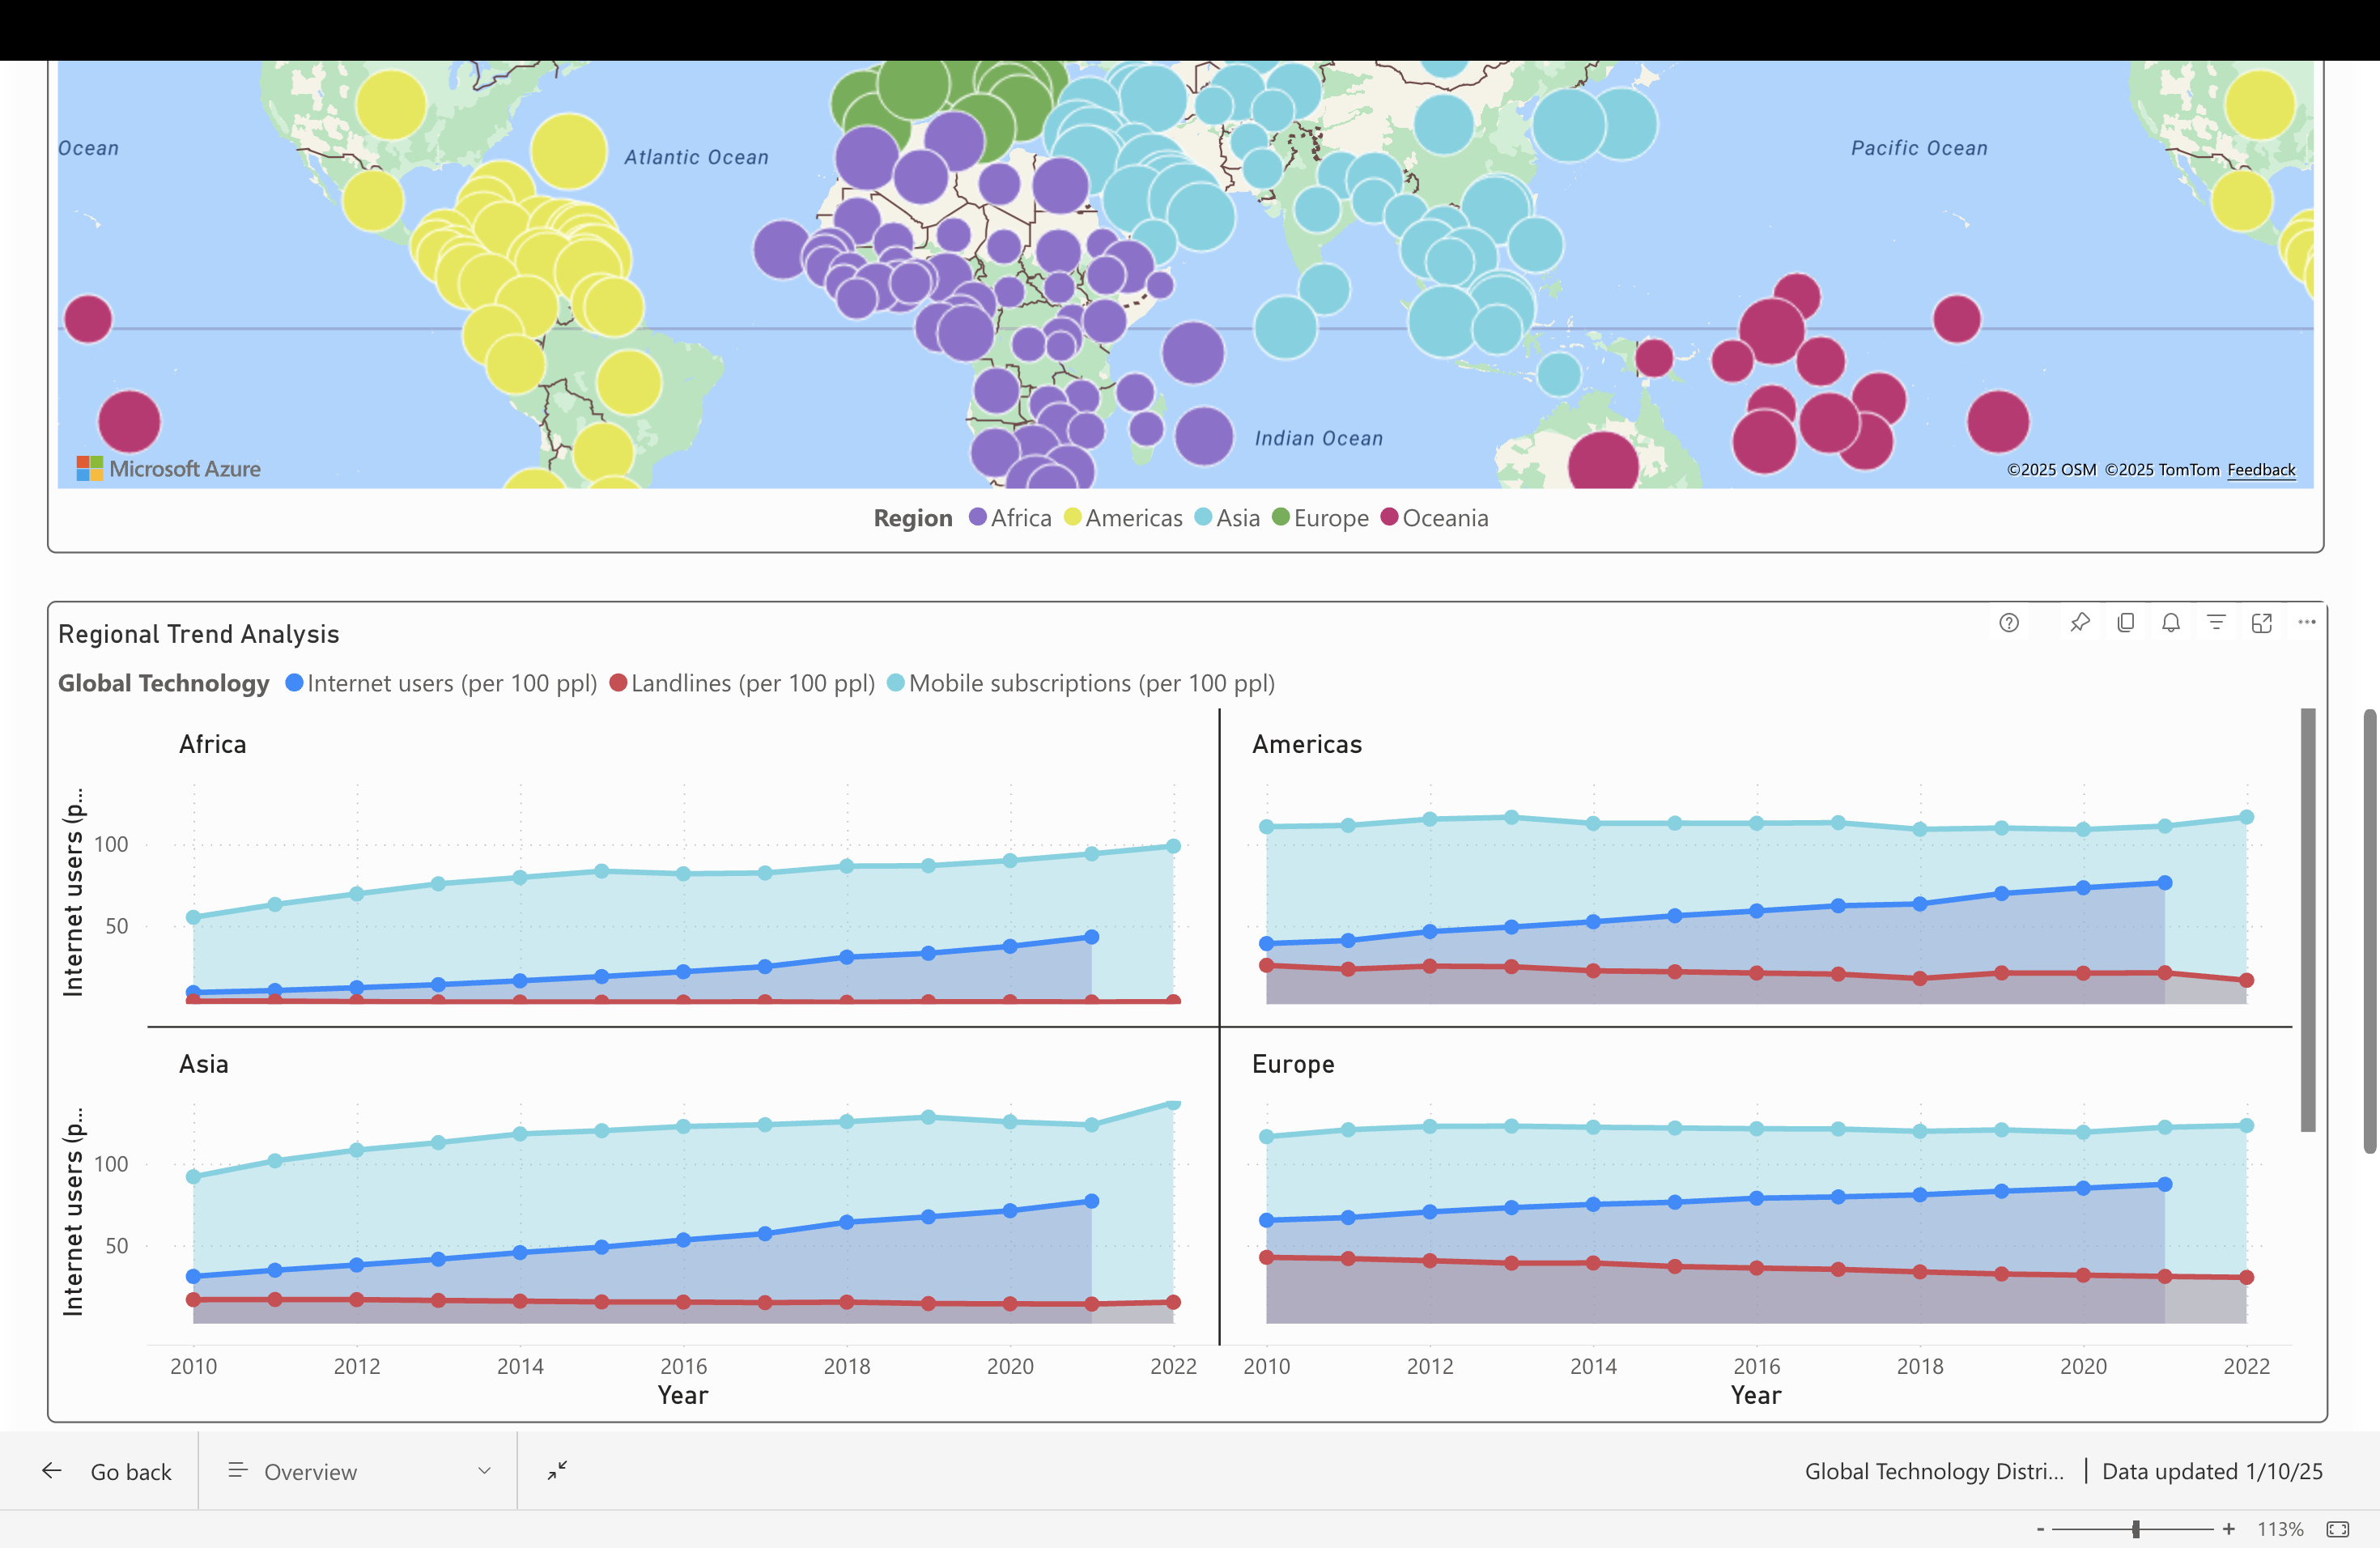 Ocean
Atlantic Ocean
Pacific Ocean
Indian Ocean
Microsoft Azure
©2025 OSM ©2025 TomTom Feedback
Region Africa Americas Asia Europe Oceania
Regional Trend Analysis
Global Technology Internet users (per 100 ppl) Landlines (per 100 ppl) Mobile subscriptions (per 100 ppl)
Africa
Americas
Internet users (p...
100
50
Asia
Europe
Internet users (p...
100
50
2010 2012 2014 2016 2018 2020 2022 2010 2012 2014 2016 2018 2020 2022
Year Year
Go back Overview Global Technology Distri... | Data updated 1/10/25
- + 113%